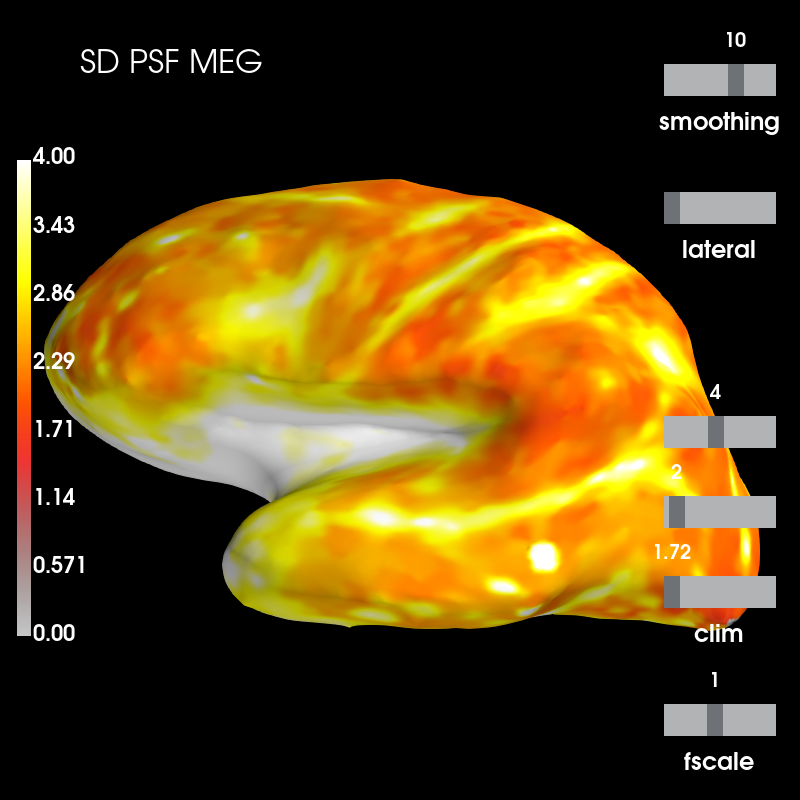 SD PSF MEG
10
smoothing
lateral
4.00
3.43
2.86
2.29
1.71
1.14
0.571
0.00
4
2
1.72
clim
1
fscale